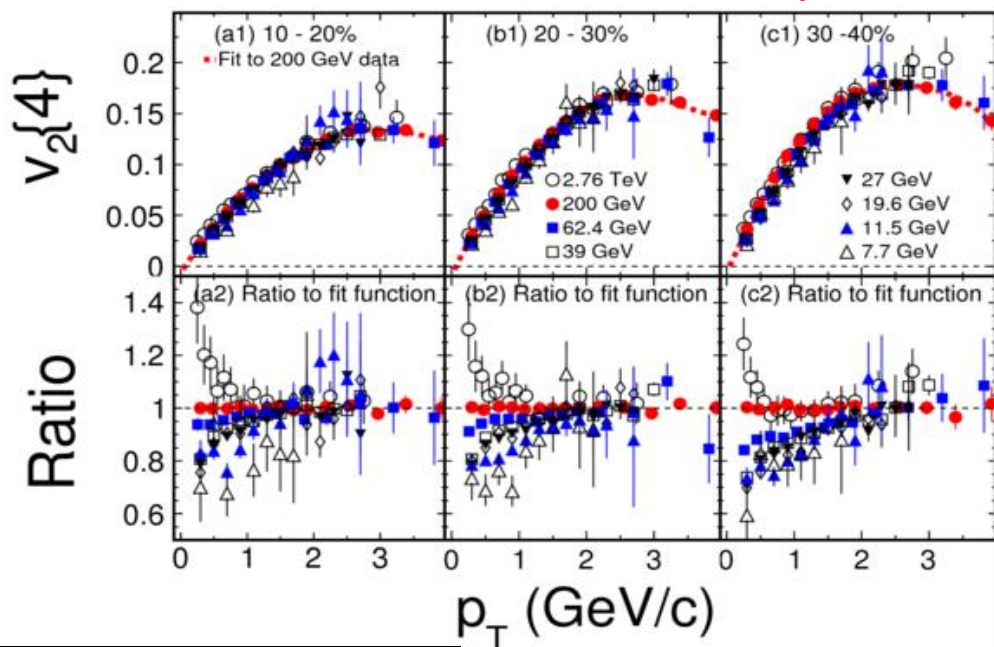 (a1) 10 - 20%
Fit to 200 GeV data
(b1) 20 - 30%
(c1) 30 -40%
v₂{4}
0.2
0.15
0.1
0.05
0
2.76 TeV
200 GeV
62.4 GeV
39 GeV
27 GeV
19.6 GeV
11.5 GeV
7.7 GeV
(a2) Ratio to fit function
(b2) Ratio to fit function
(c2) Ratio to fit function
Ratio
1.4
1.2
1
0.8
0.6
0 1 2 3 0 1 2 3 0 1 2 3 4
p_T (GeV/c)